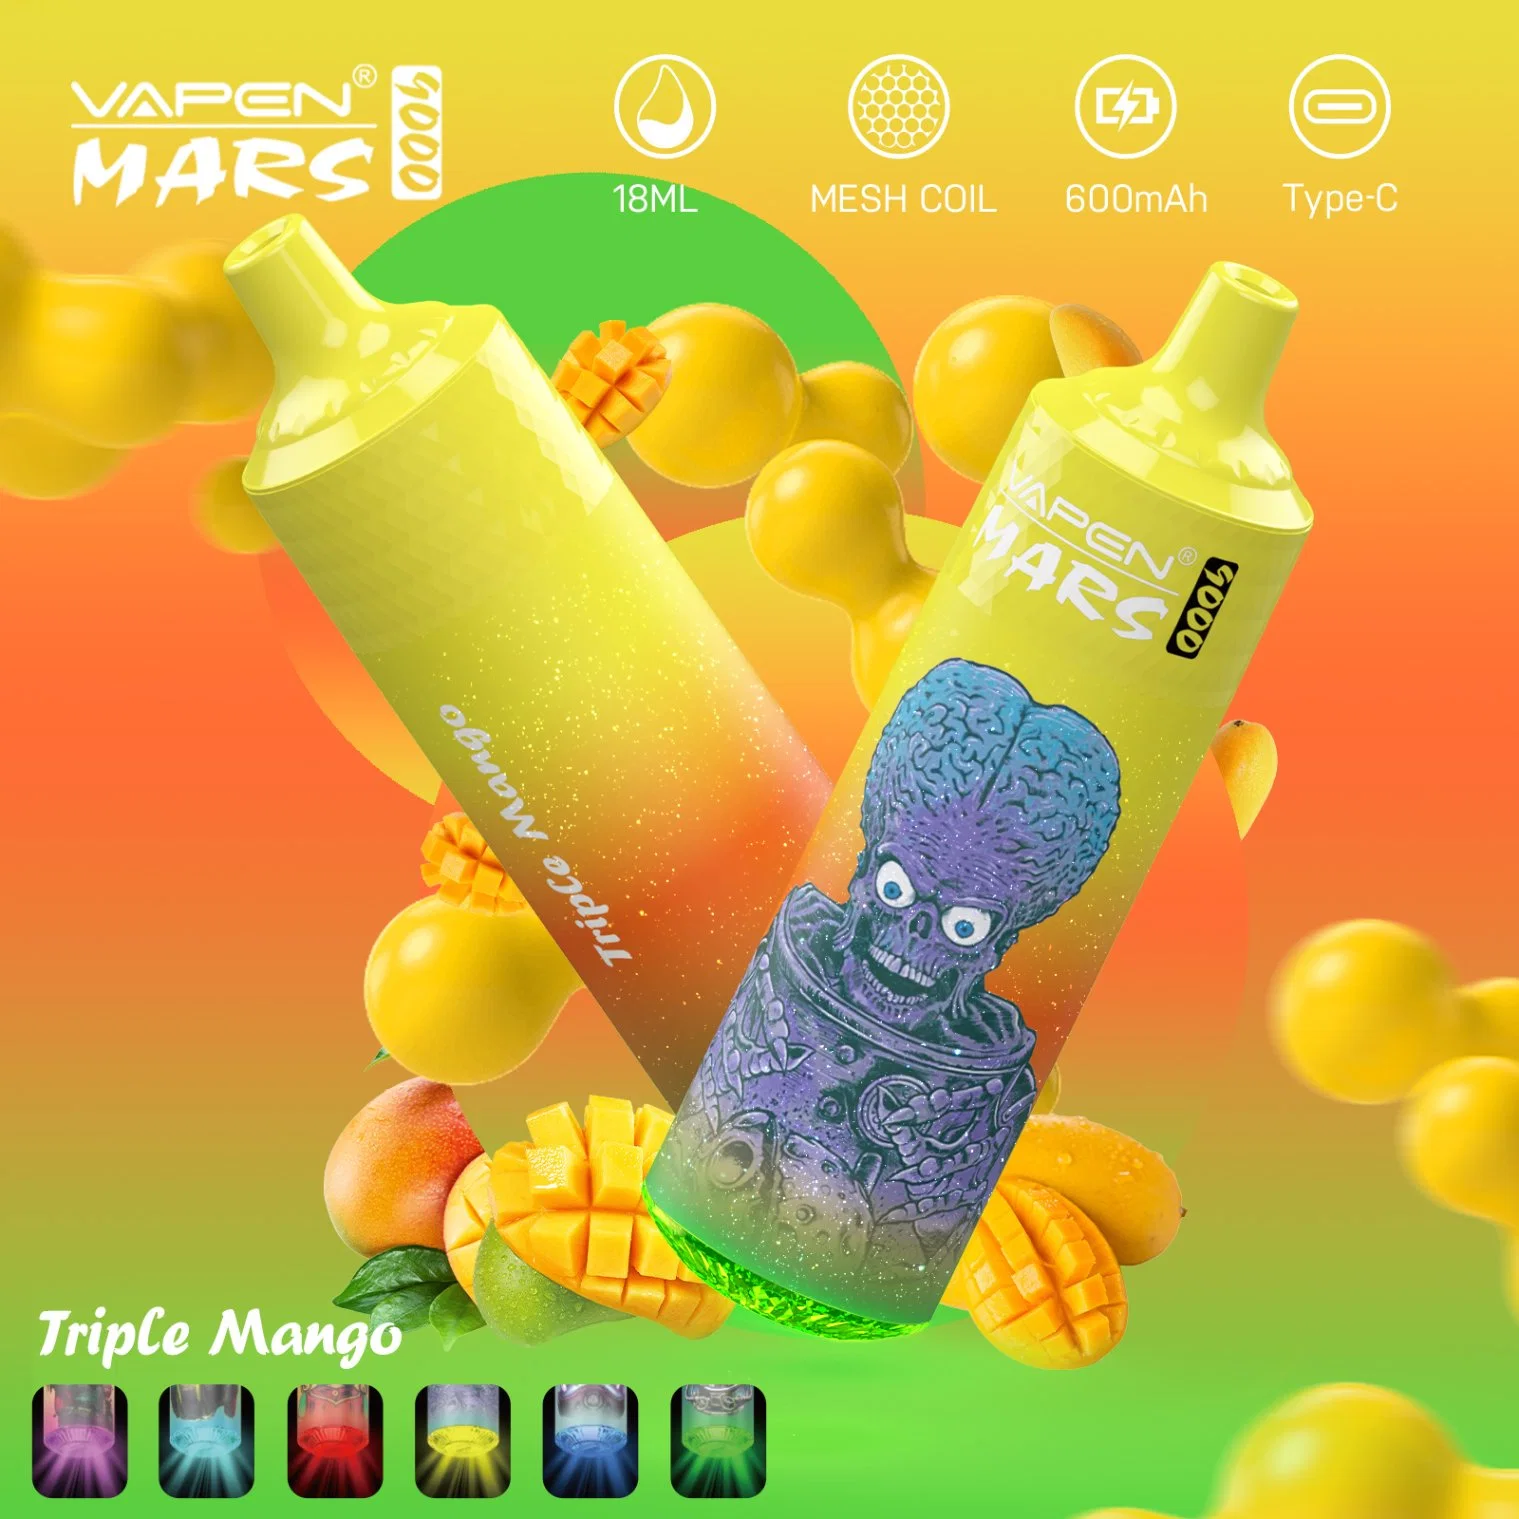 VAPEN®
MARS
9000
18ML
MESH COIL
600mAh
Type-C
VAPEN®
MARS
9000
Triple Mango
Triple Mango